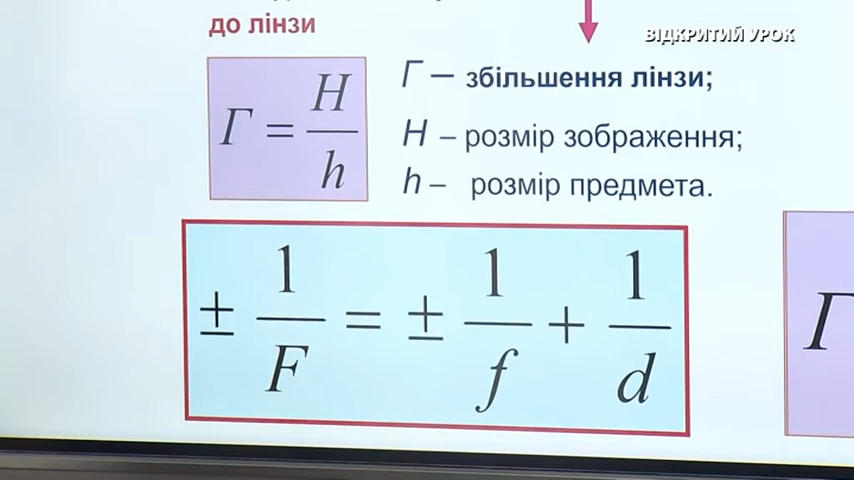 до лінзи
ВІДКРИТИЙ УРОК
Г = H/h
Г – збільшення лінзи;
H – розмір зображення;
h – розмір предмета.
± 1/F = ± 1/f + 1/d
Г